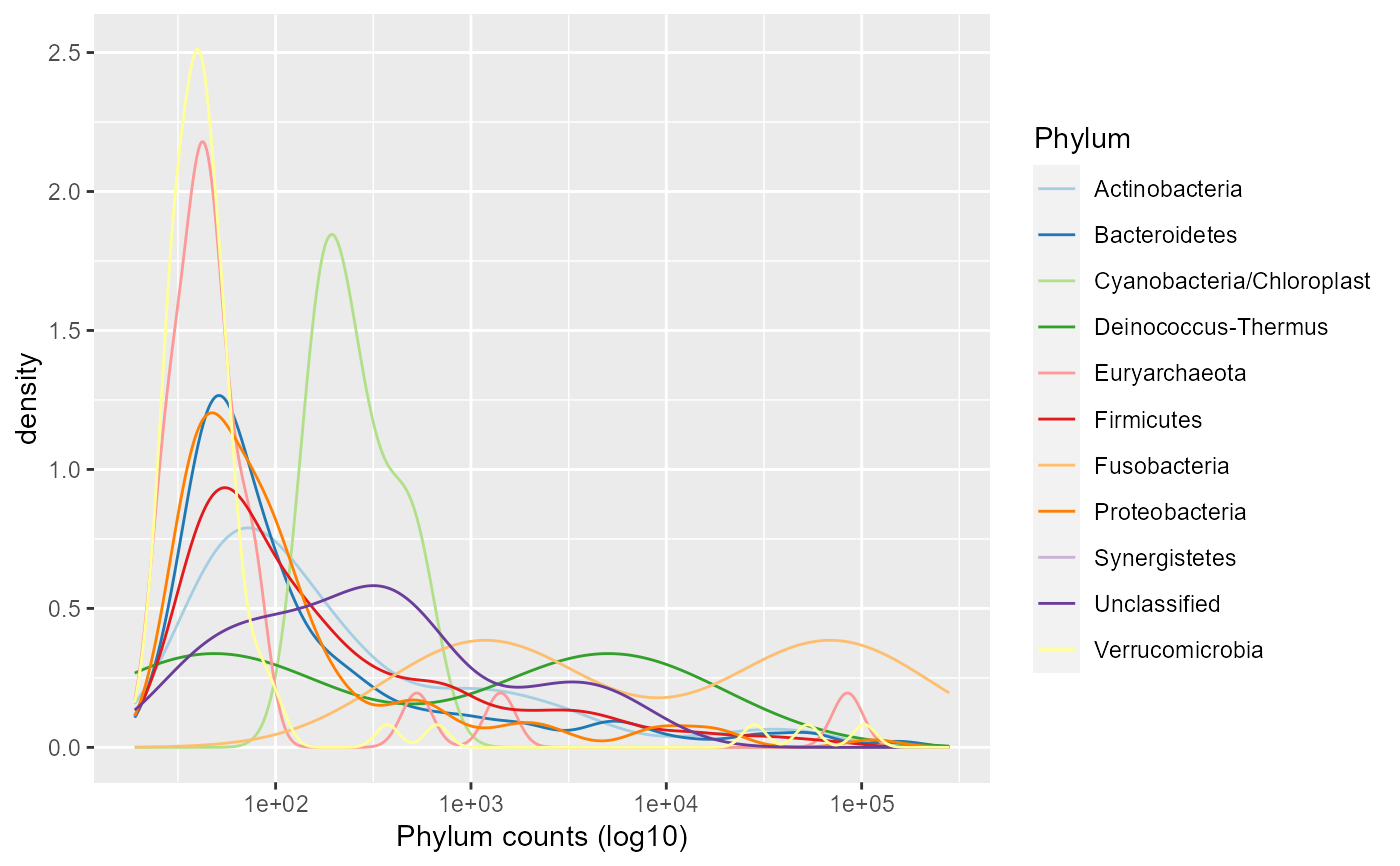 2.5
2.0
1.5
1.0
0.5
0.0
density
1e+02 1e+03 1e+04 1e+05
Phylum counts (log10)
Phylum
Actinobacteria
Bacteroidetes
Cyanobacteria/Chloroplast
Deinococcus-Thermus
Euryarchaeota
Firmicutes
Fusobacteria
Proteobacteria
Synergistetes
Unclassified
Verrucomicrobia